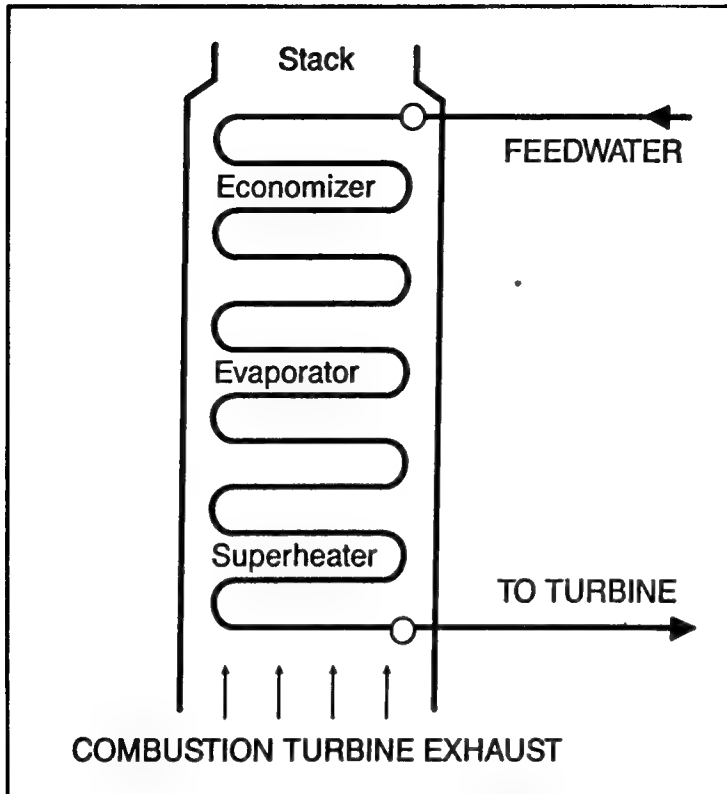 Stack
FEEDWATER
Economizer
Evaporator
Superheater
TO TURBINE
COMBUSTION TURBINE EXHAUST